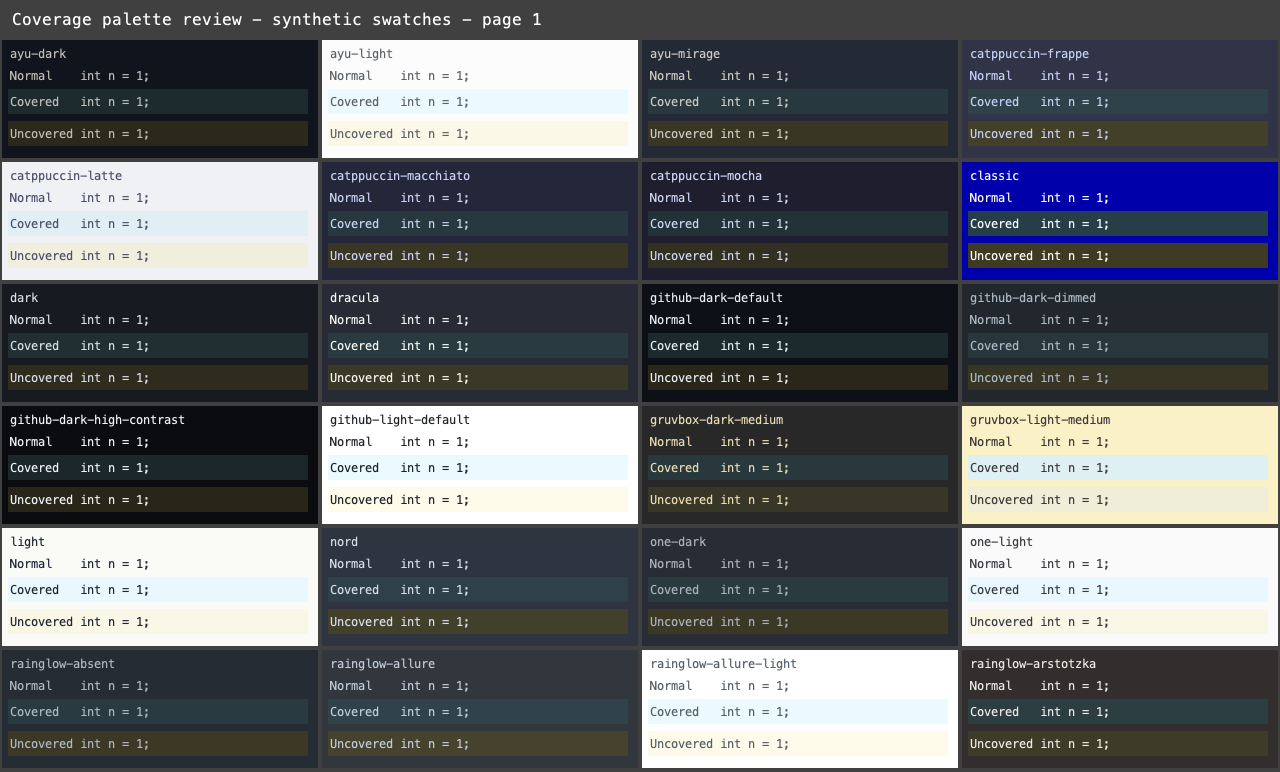 Coverage palette review – synthetic swatches – page 1
ayu-dark
Normal int n = 1;
Covered int n = 1;
Uncovered int n = 1;
ayu-light
Normal int n = 1;
Covered int n = 1;
Uncovered int n = 1;
ayu-mirage
Normal int n = 1;
Covered int n = 1;
Uncovered int n = 1;
catppuccin-frappe
Normal int n = 1;
Covered int n = 1;
Uncovered int n = 1;
catppuccin-latte
Normal int n = 1;
Covered int n = 1;
Uncovered int n = 1;
catppuccin-macchiato
Normal int n = 1;
Covered int n = 1;
Uncovered int n = 1;
catppuccin-mocha
Normal int n = 1;
Covered int n = 1;
Uncovered int n = 1;
classic
Normal int n = 1;
Covered int n = 1;
Uncovered int n = 1;
dark
Normal int n = 1;
Covered int n = 1;
Uncovered int n = 1;
dracula
Normal int n = 1;
Covered int n = 1;
Uncovered int n = 1;
github-dark-default
Normal int n = 1;
Covered int n = 1;
Uncovered int n = 1;
github-dark-dimmed
Normal int n = 1;
Covered int n = 1;
Uncovered int n = 1;
github-dark-high-contrast
Normal int n = 1;
Covered int n = 1;
Uncovered int n = 1;
github-light-default
Normal int n = 1;
Covered int n = 1;
Uncovered int n = 1;
gruvbox-dark-medium
Normal int n = 1;
Covered int n = 1;
Uncovered int n = 1;
gruvbox-light-medium
Normal int n = 1;
Covered int n = 1;
Uncovered int n = 1;
light
Normal int n = 1;
Covered int n = 1;
Uncovered int n = 1;
nord
Normal int n = 1;
Covered int n = 1;
Uncovered int n = 1;
one-dark
Normal int n = 1;
Covered int n = 1;
Uncovered int n = 1;
one-light
Normal int n = 1;
Covered int n = 1;
Uncovered int n = 1;
rainglow-absent
Normal int n = 1;
Covered int n = 1;
Uncovered int n = 1;
rainglow-allure
Normal int n = 1;
Covered int n = 1;
Uncovered int n = 1;
rainglow-allure-light
Normal int n = 1;
Covered int n = 1;
Uncovered int n = 1;
rainglow-arstotzka
Normal int n = 1;
Covered int n = 1;
Uncovered int n = 1;